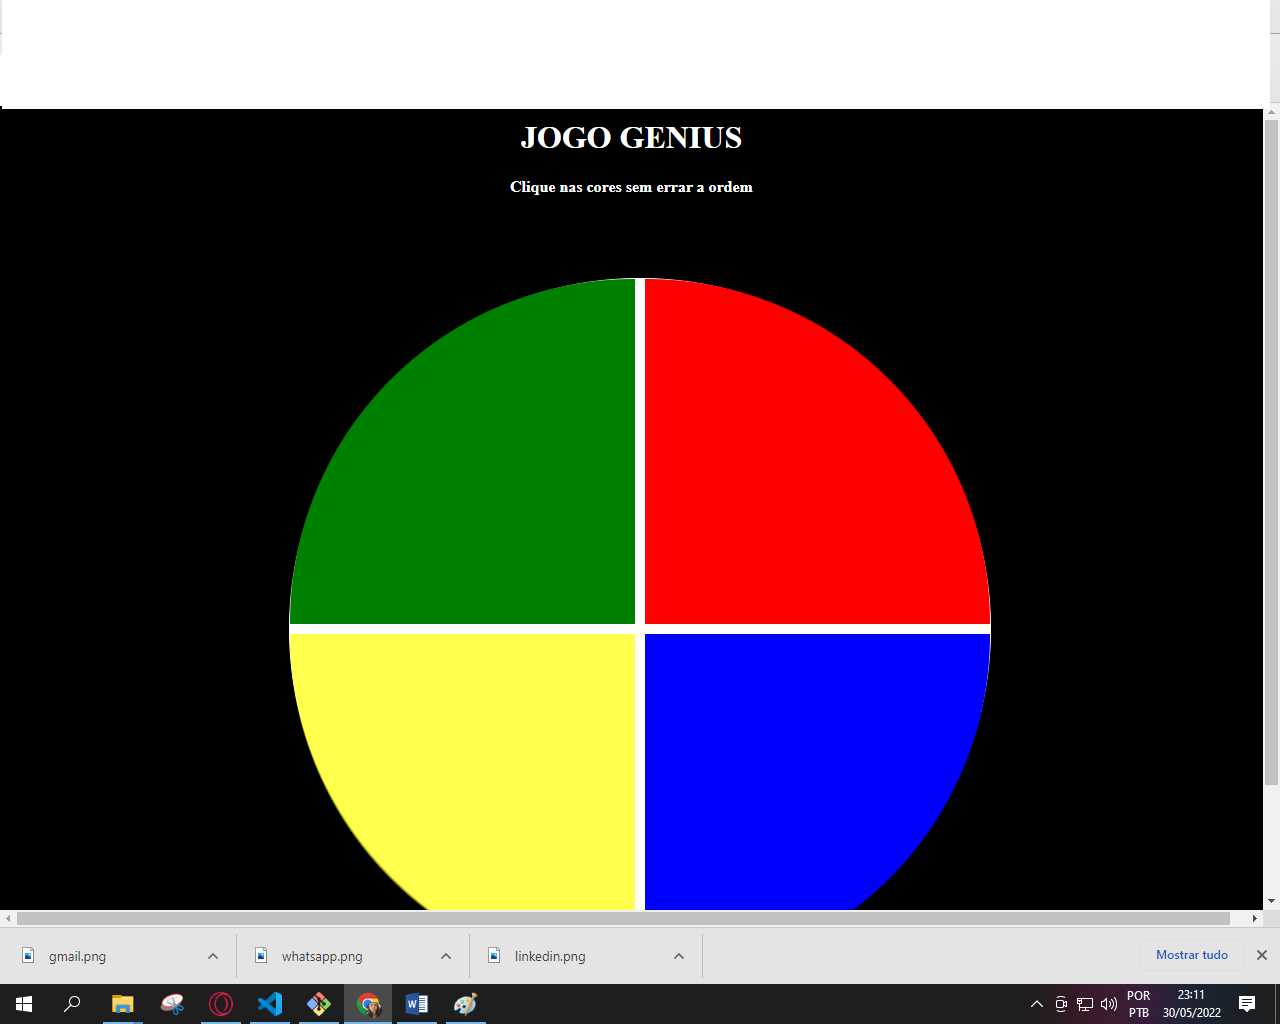 JOGO GENIUS
Clique nas cores sem errar a ordem
gmail.png
whatsapp.png
linkedin.png
Mostrar tudo
POR
PTB
23:11
30/05/2022